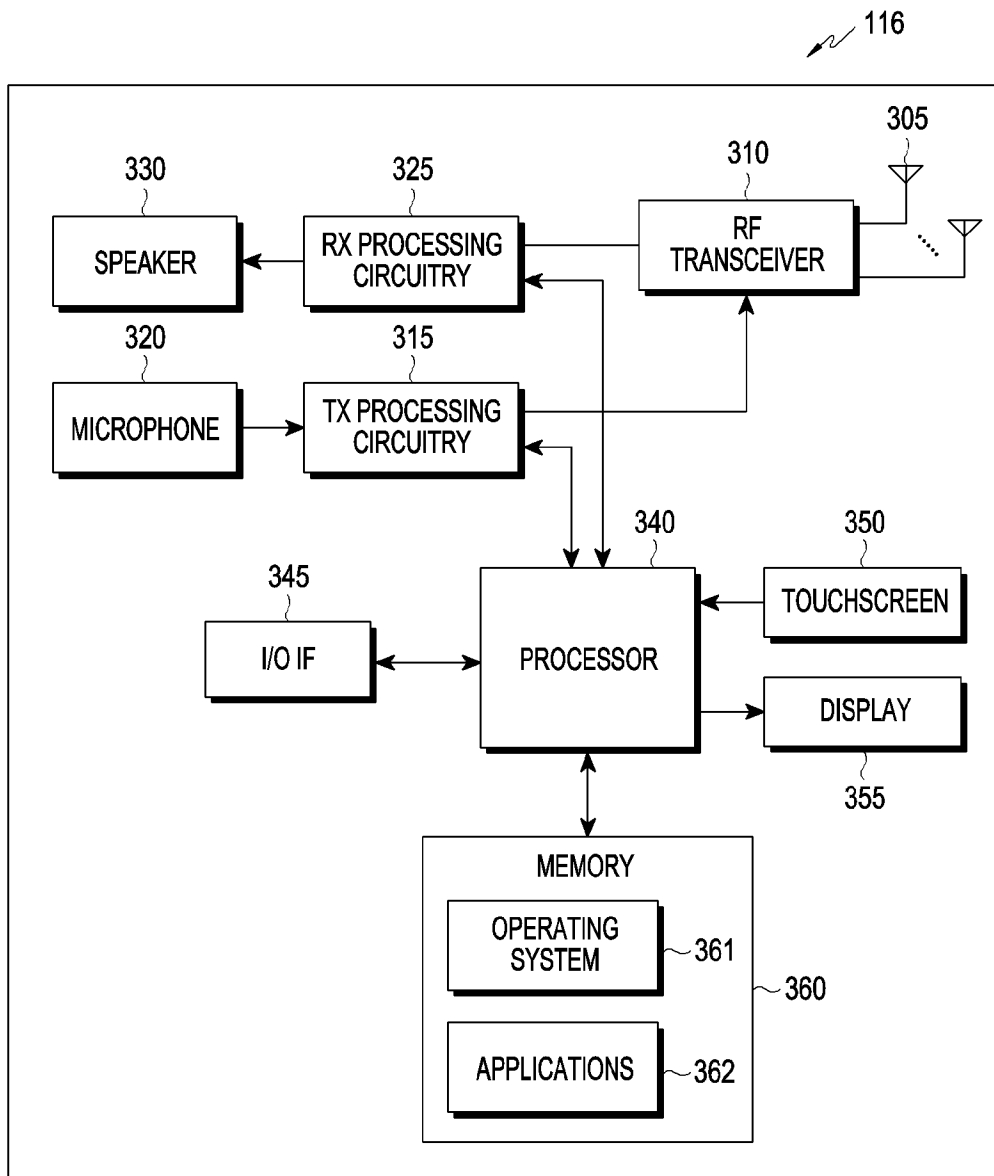 116
305
330
325
310
SPEAKER
RX PROCESSING
CIRCUITRY
RF
TRANSCEIVER
320
315
MICROPHONE
TX PROCESSING
CIRCUITRY
340
350
345
TOUCHSCREEN
I/O IF
PROCESSOR
DISPLAY
355
MEMORY
OPERATING
SYSTEM
361
360
APPLICATIONS
362